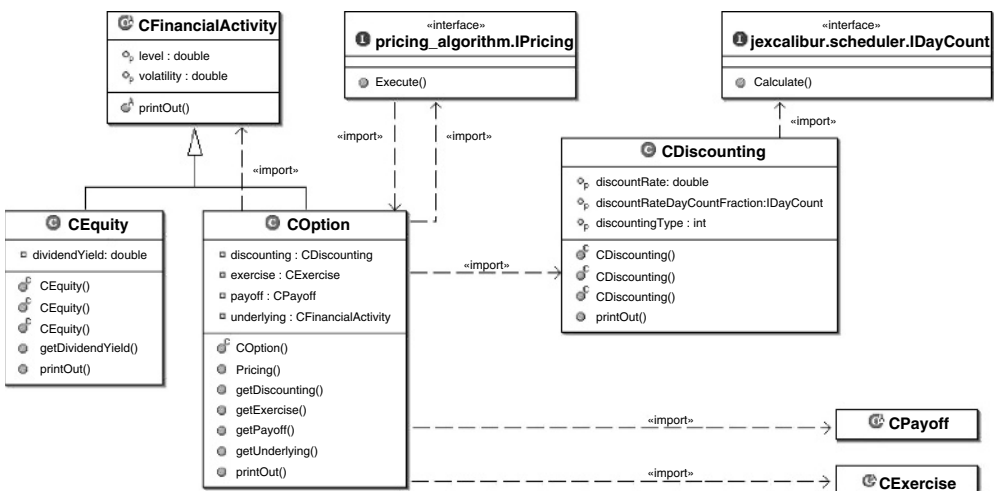 CFinancialActivity
level : double
volatility : double
printOut()
«interface»
pricing_algorithm.IPricing
Execute()
«interface»
jexcalibur.scheduler.IDayCount
Calculate()
«import»
«import»
«import»
«import»
CDiscounting
discountRate: double
discountRateDayCountFraction:IDayCount
discountingType : int
CDiscounting()
CDiscounting()
CDiscounting()
printOut()
CEquity
dividendYield: double
CEquity()
CEquity()
CEquity()
getDividendYield()
printOut()
COption
discounting : CDiscounting
exercise : CExercise
payoff : CPayoff
underlying : CFinancialActivity
COption()
Pricing()
getDiscounting()
getExercise()
getPayoff()
getUnderlying()
printOut()
«import»
«import»
CPayoff
«import»
CExercise